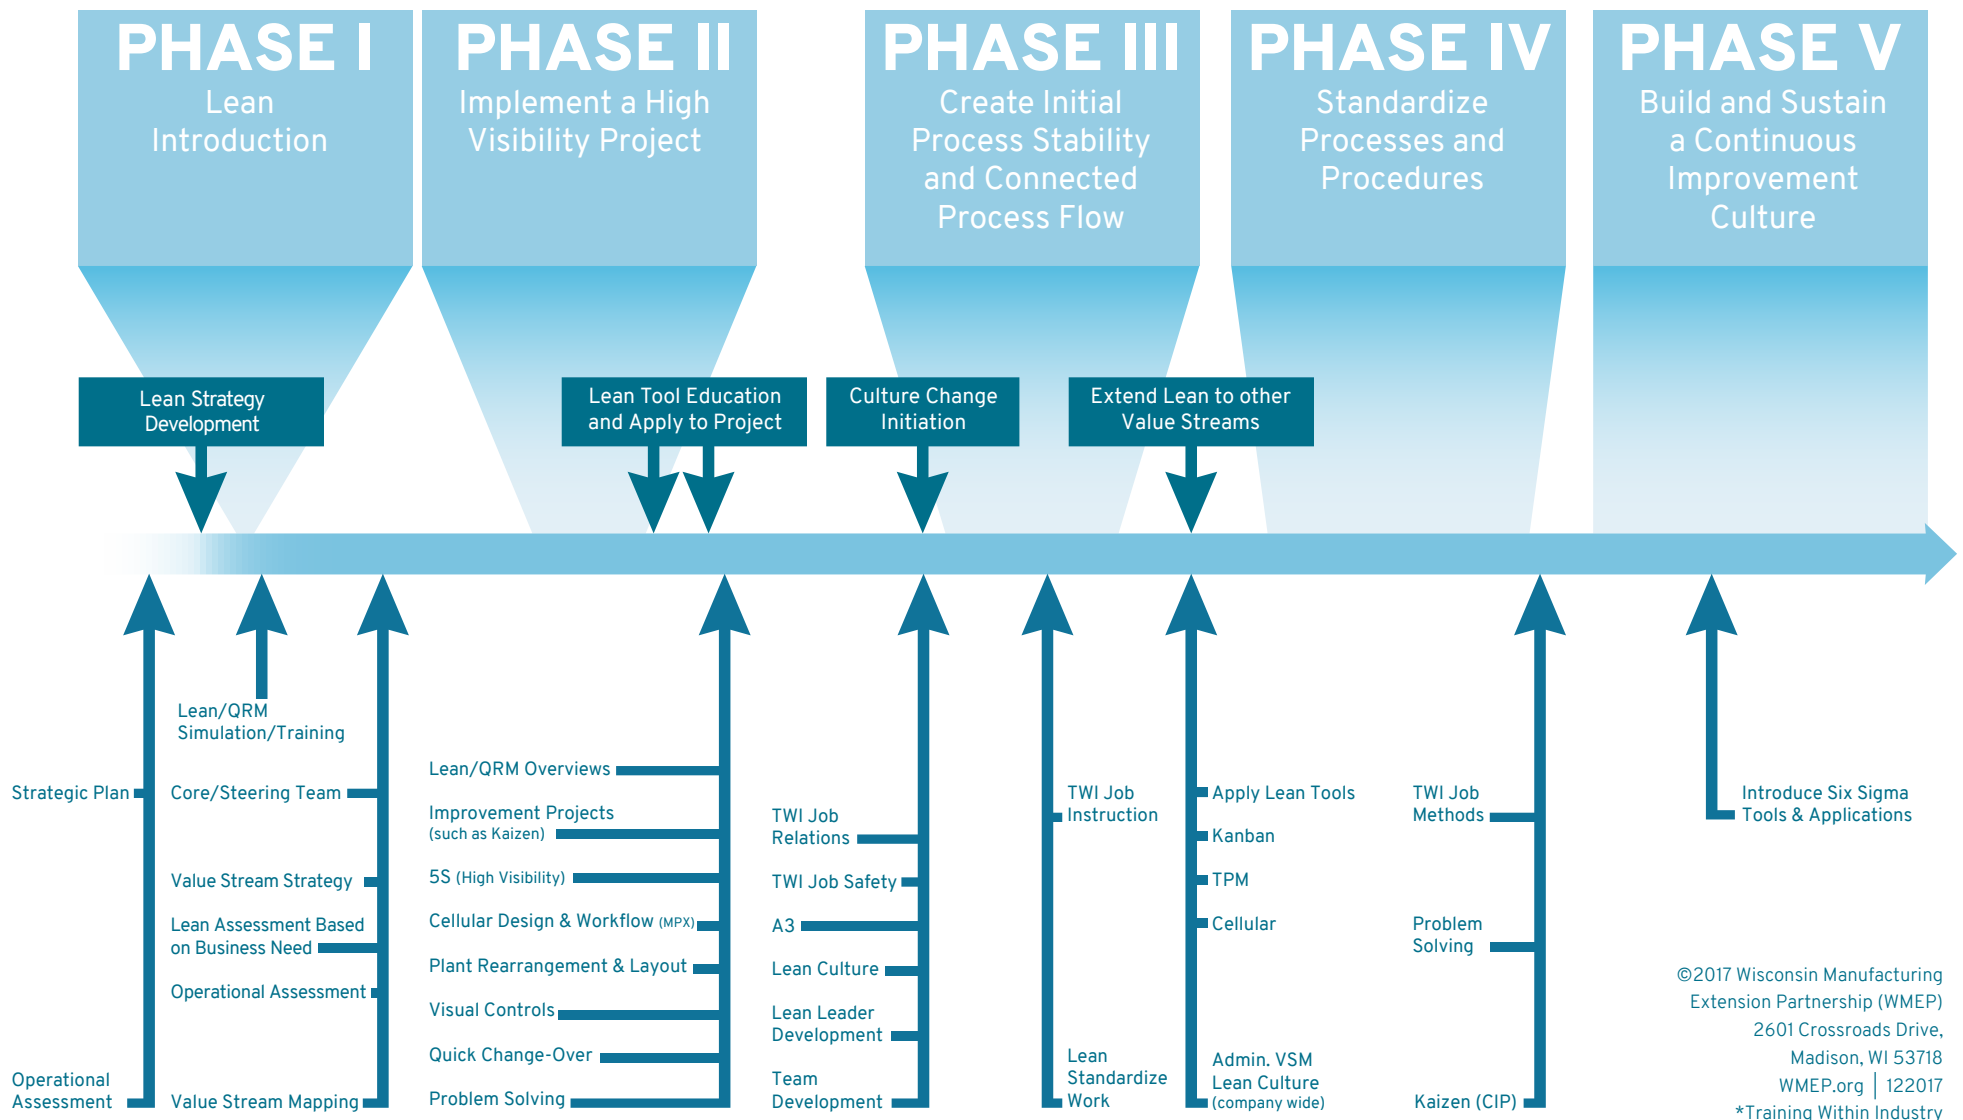 PHASE I
Lean
Introduction
PHASE II
Implement a High
Visibility Project
PHASE III
Create Initial
Process Stability
and Connected
Process Flow
PHASE IV
Standardize
Processes and
Procedures
PHASE V
Build and Sustain
a Continuous
Improvement
Culture
Lean Strategy
Development
Lean Tool Education
and Apply to Project
Culture Change
Initiation
Extend Lean to other
Value Streams
Strategic Plan
Operational
Assessment
Lean/QRM
Simulation/Training
Core/Steering Team
Value Stream Strategy
Lean Assessment Based
on Business Need
Operational Assessment
Value Stream Mapping
Lean/QRM Overviews
Improvement Projects
(such as Kaizen)
5S (High Visibility)
Cellular Design & Workflow (MPX)
Plant Rearrangement & Layout
Visual Controls
Quick Change-Over
Problem Solving
TWI Job
Relations
TWI Job Safety
A3
Lean Culture
Lean Leader
Development
Team
Development
TWI Job
Instruction
Lean
Standardize
Work
Apply Lean Tools
Kanban
TPM
Cellular
Admin. VSM
Lean Culture
(company wide)
TWI Job
Methods
Problem
Solving
Kaizen (CIP)
Introduce Six Sigma
Tools & Applications
©2017 Wisconsin Manufacturing
Extension Partnership (WMEP)
2601 Crossroads Drive,
Madison, WI 53718
WMEP.org | 122017
*Training Within Industry